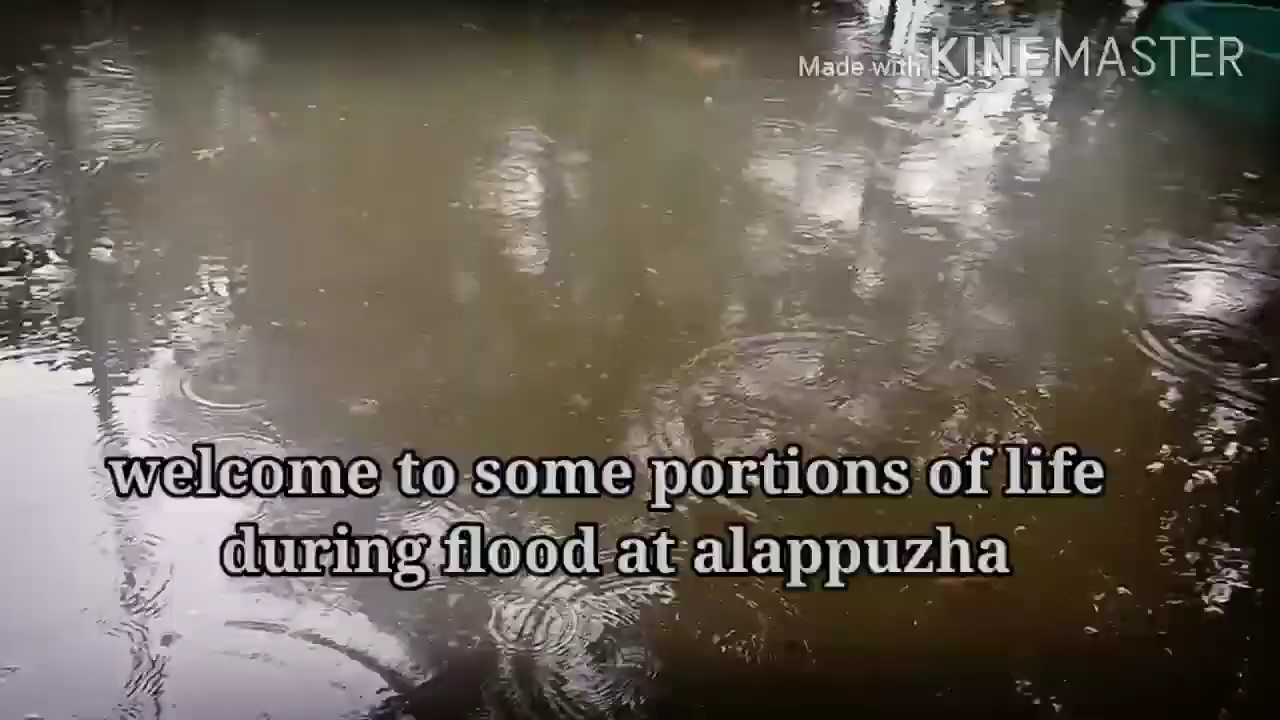 Made with KINEMASTER
welcome to some portions of life
during flood at alappuzha